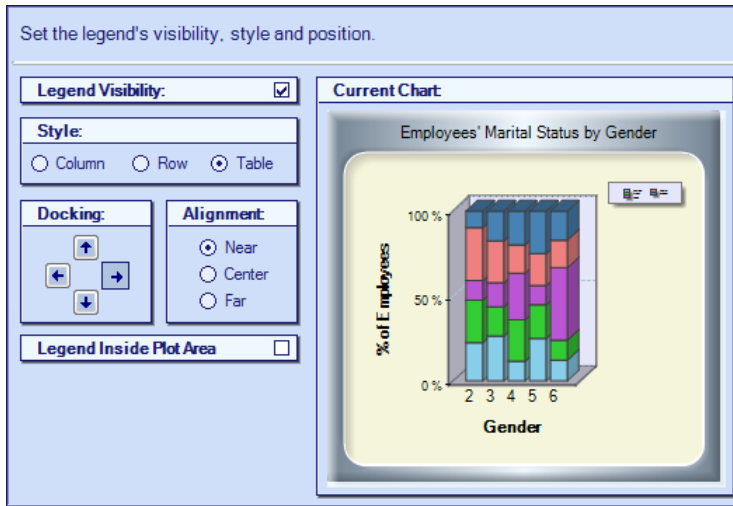 Set the legend's visibility, style and position.
Legend Visibility:
Style:
Column Row Table
Docking:
Alignment:
Near
Center
Far
Legend Inside Plot Area
Current Chart:
Employees' Marital Status by Gender
100 %
50 %
0 %
% of Employees
2 3 4 5 6
Gender